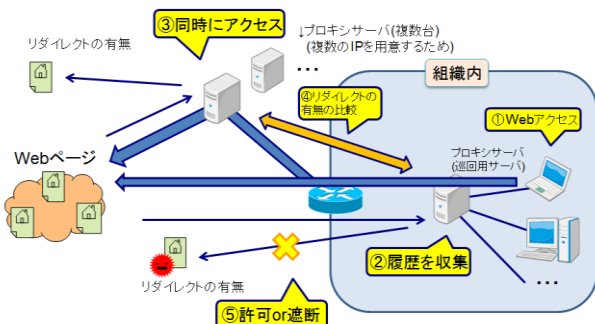 ③同時にアクセス
↓プロキシサーバ(複数台)
(複数のIPを用意するため)
リダイレクトの有無
…
組織内
④リダイレクトの
有無の比較
①Webアクセス
Webページ
プロキシサーバ
(巡回用サーバ)
②履歴を収集
…
リダイレクトの有無
⑤許可or遮断